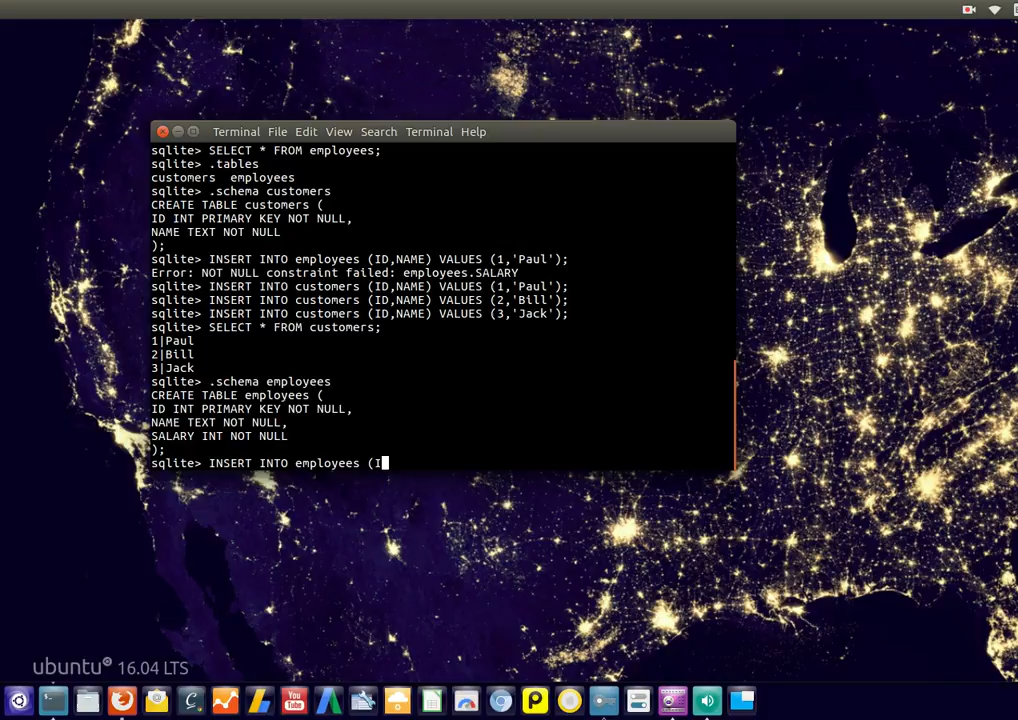 Terminal File Edit View Search Terminal Help
sqlite> SELECT * FROM employees;
sqlite> .tables
customers  employees
sqlite> .schema customers
CREATE TABLE customers (
ID INT PRIMARY KEY NOT NULL,
NAME TEXT NOT NULL
);
sqlite> INSERT INTO employees (ID,NAME) VALUES (1,'Paul');
Error: NOT NULL constraint failed: employees.SALARY
sqlite> INSERT INTO customers (ID,NAME) VALUES (1,'Paul');
sqlite> INSERT INTO customers (ID,NAME) VALUES (2,'Bill');
sqlite> INSERT INTO customers (ID,NAME) VALUES (3,'Jack');
sqlite> SELECT * FROM customers;
1|Paul
2|Bill
3|Jack
sqlite> .schema employees
CREATE TABLE employees (
ID INT PRIMARY KEY NOT NULL,
NAME TEXT NOT NULL,
SALARY INT NOT NULL
);
sqlite> INSERT INTO employees (I
ubuntu 16.04 LTS
You
Tube